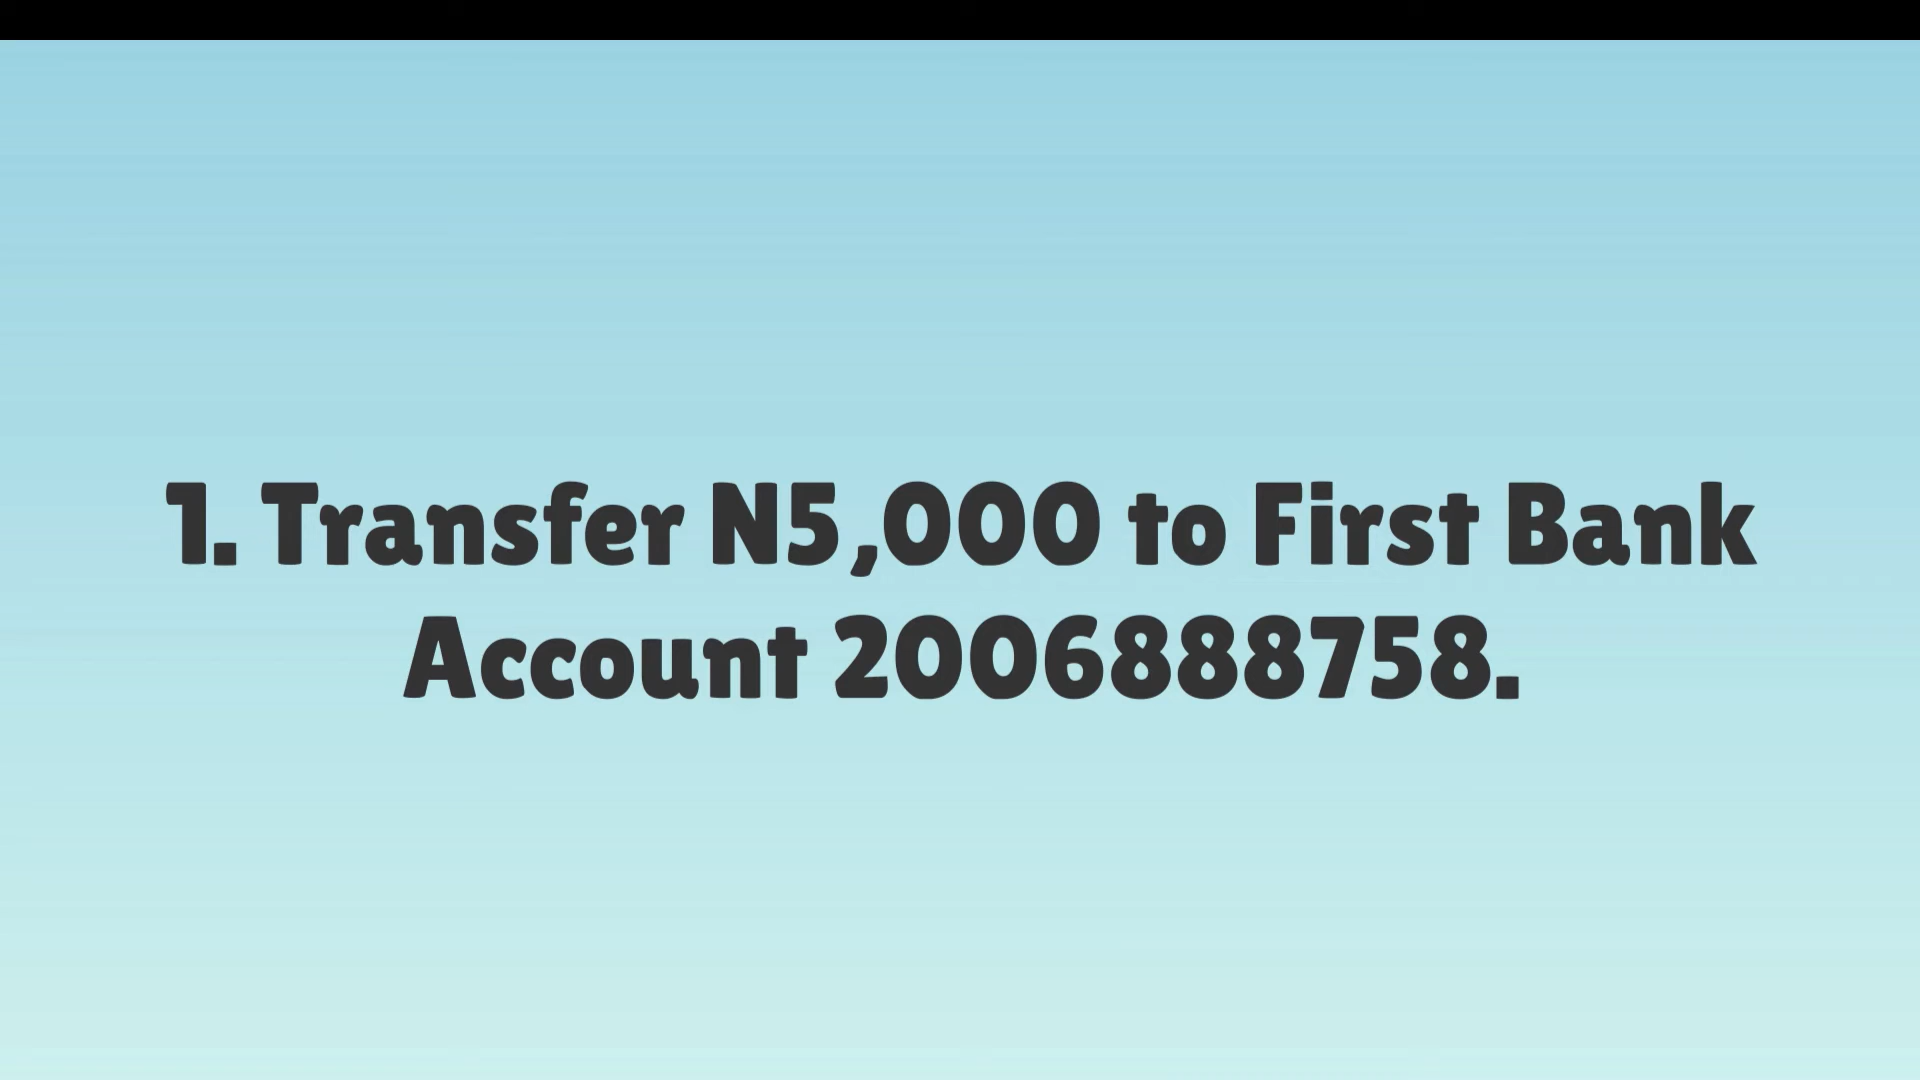 1. Transfer N5,000 to First Bank
Account 2006888758.